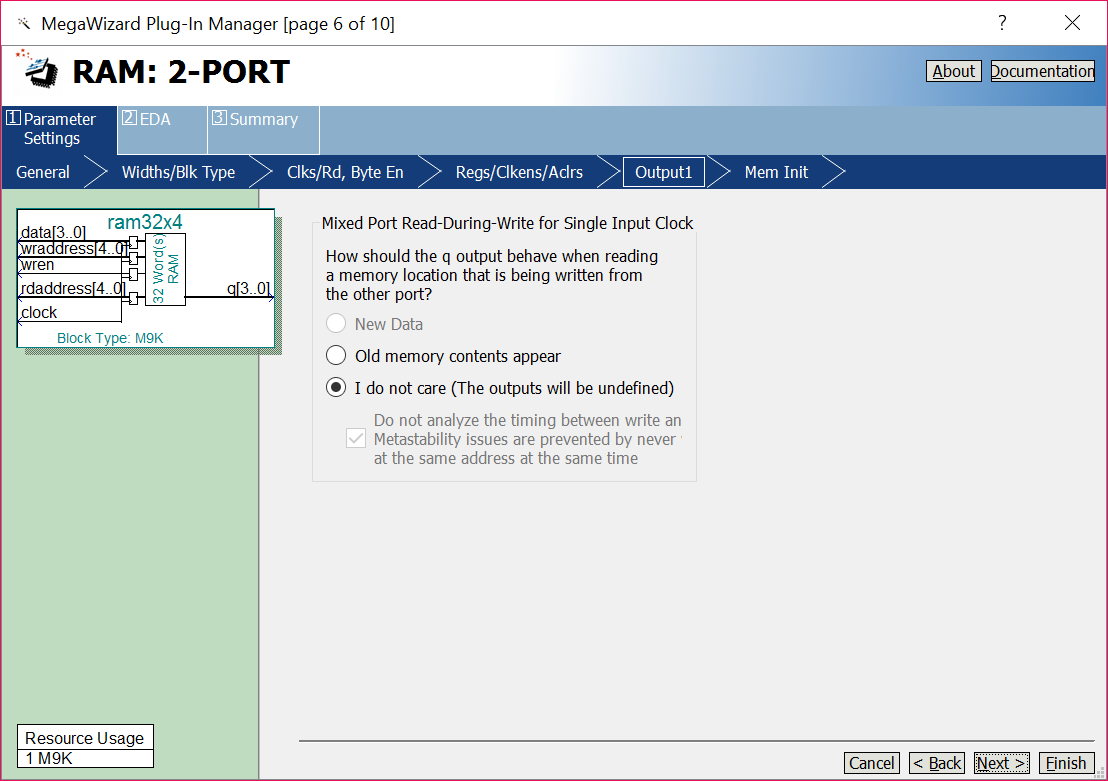 MegaWizard Plug-In Manager [page 6 of 10]
?
RAM: 2-PORT
About
Documentation
1 Parameter Settings
2 EDA
3 Summary
General
Widths/Blk Type
Clks/Rd, Byte En
Regs/Clkens/Aclrs
Output1
Mem Init
ram32x4
data[3..0]
wraddress[4..0]
wren
rdaddress[4..0]
clock
32 Word(s)
RAM
q[3..0]
Block Type: M9K
Mixed Port Read-During-Write for Single Input Clock
How should the q output behave when reading
a memory location that is being written from
the other port?
New Data
Old memory contents appear
I do not care (The outputs will be undefined)
Do not analyze the timing between write an
Metastability issues are prevented by never
at the same address at the same time
Resource Usage
1 M9K
Cancel
< Back
Next >
Finish